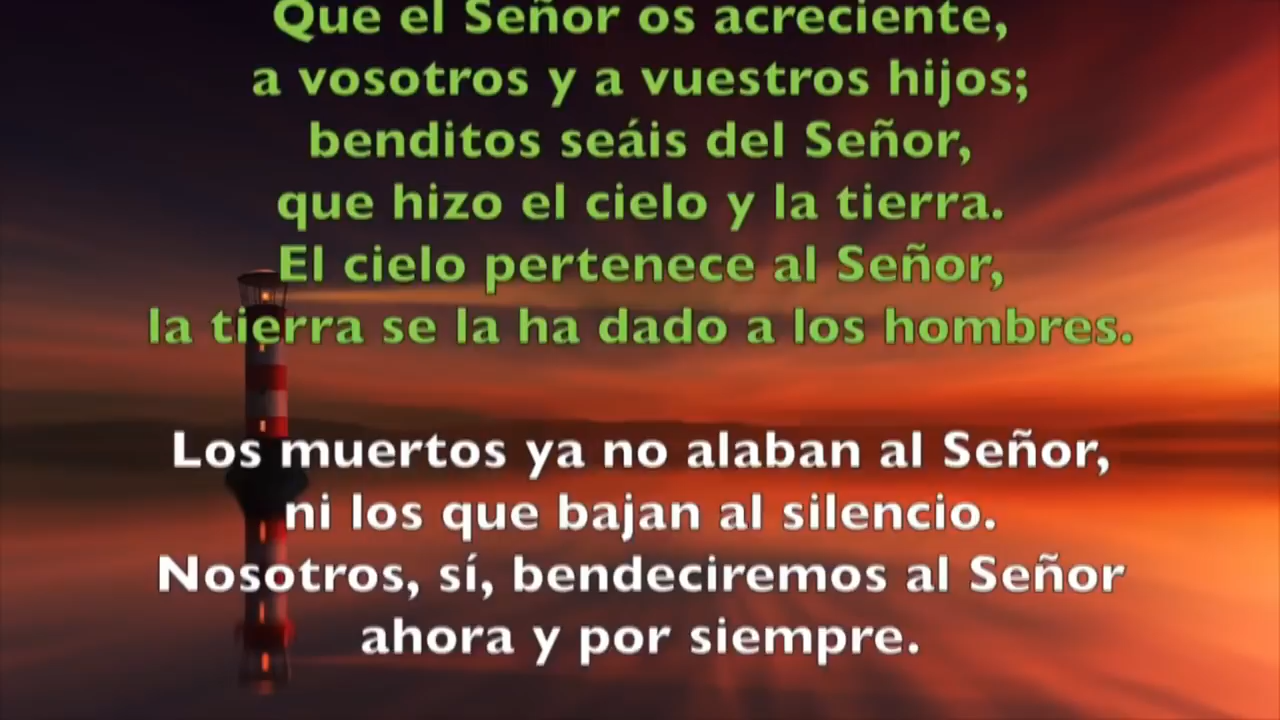 Que el Señor os acreciente,
a vosotros y a vuestros hijos;
benditos seáis del Señor,
que hizo el cielo y la tierra.
El cielo pertenece al Señor,
la tierra se la ha dado a los hombres.
Los muertos ya no alaban al Señor,
ni los que bajan al silencio.
Nosotros, sí, bendeciremos al Señor
ahora y por siempre.